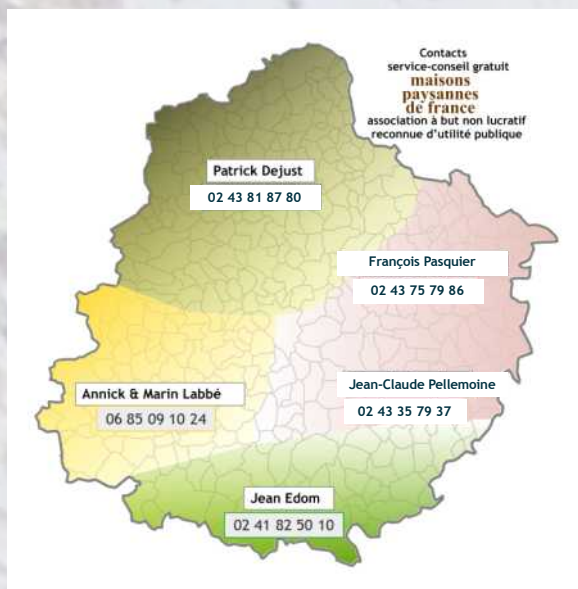 Contacts
service-conseil gratuit
maisons
paysannes
de france
association à but non lucratif
reconnue d'utilité publique
Patrick Dejust
02 43 81 87 80
François Pasquier
02 43 75 79 86
Annick & Marin Labbé
06 85 09 10 24
Jean-Claude Pellemoine
02 43 35 79 37
Jean Edom
02 41 82 50 10